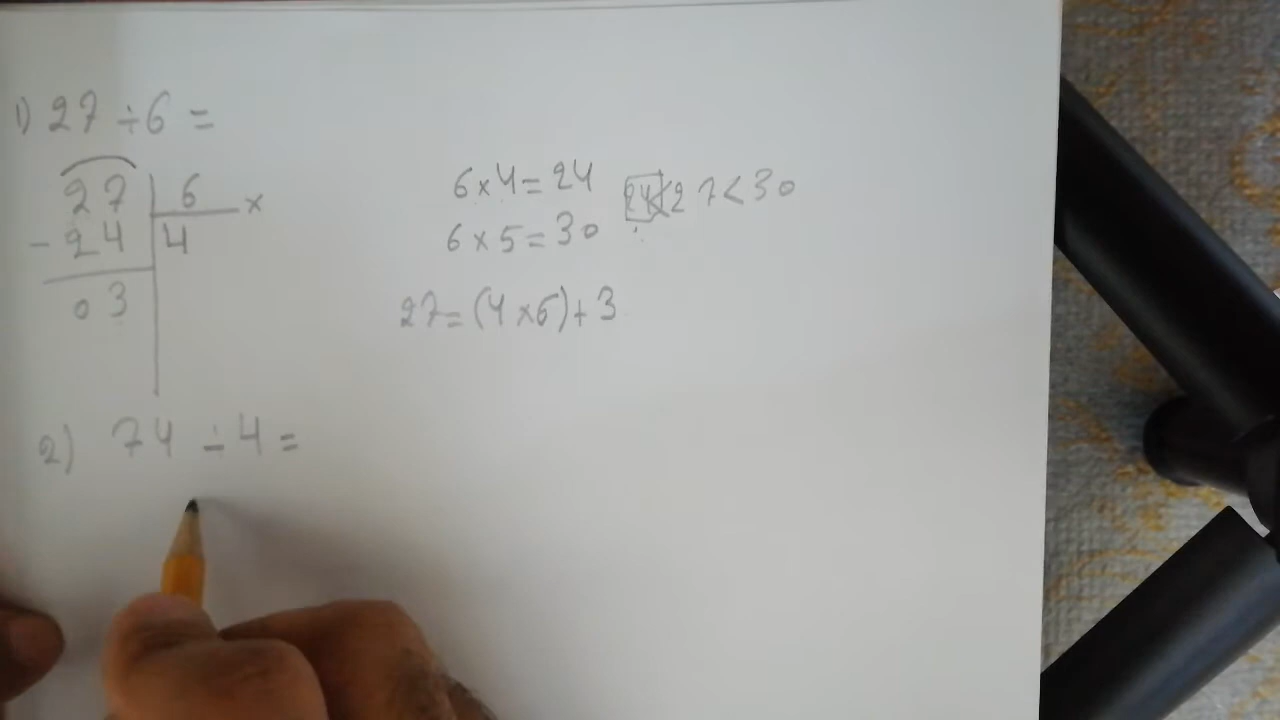 1) 27 ÷ 6 =
27 | 6 ×
- 24 | 4
03
6 × 4 = 24
6 × 5 = 30
24 < 27 < 30
27 = (4 × 6) + 3
2) 74 ÷ 4 =